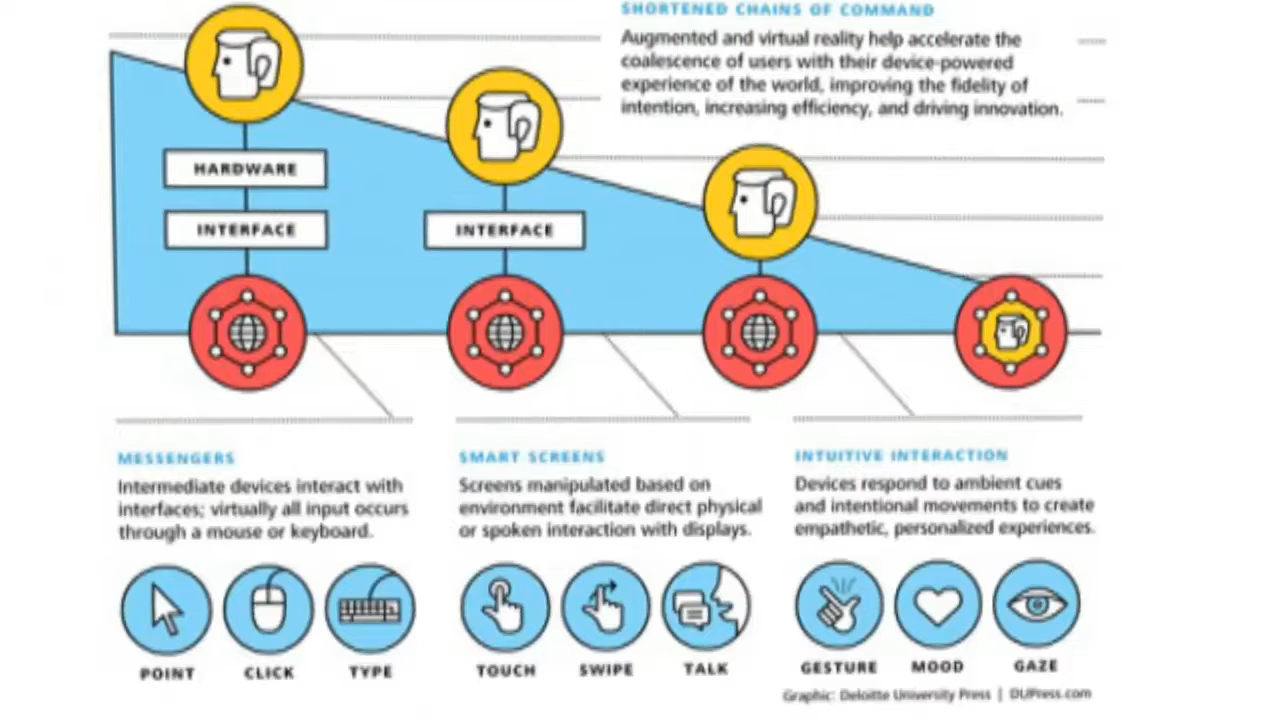 SHORTENED CHAINS OF COMMAND
Augmented and virtual reality help accelerate the
coalescence of users with their device-powered
experience of the world, improving the fidelity of
intention, increasing efficiency, and driving innovation.
HARDWARE
INTERFACE
INTERFACE
MESSENGERS
Intermediate devices interact with
interfaces; virtually all input occurs
through a mouse or keyboard.
POINT
CLICK
TYPE
SMART SCREENS
Screens manipulated based on
environment facilitate direct physical
or spoken interaction with displays.
TOUCH
SWIPE
TALK
INTUITIVE INTERACTION
Devices respond to ambient cues
and intentional movements to create
empathetic, personalized experiences.
GESTURE
MOOD
GAZE
Graphic: Deloitte University Press | DUPress.com